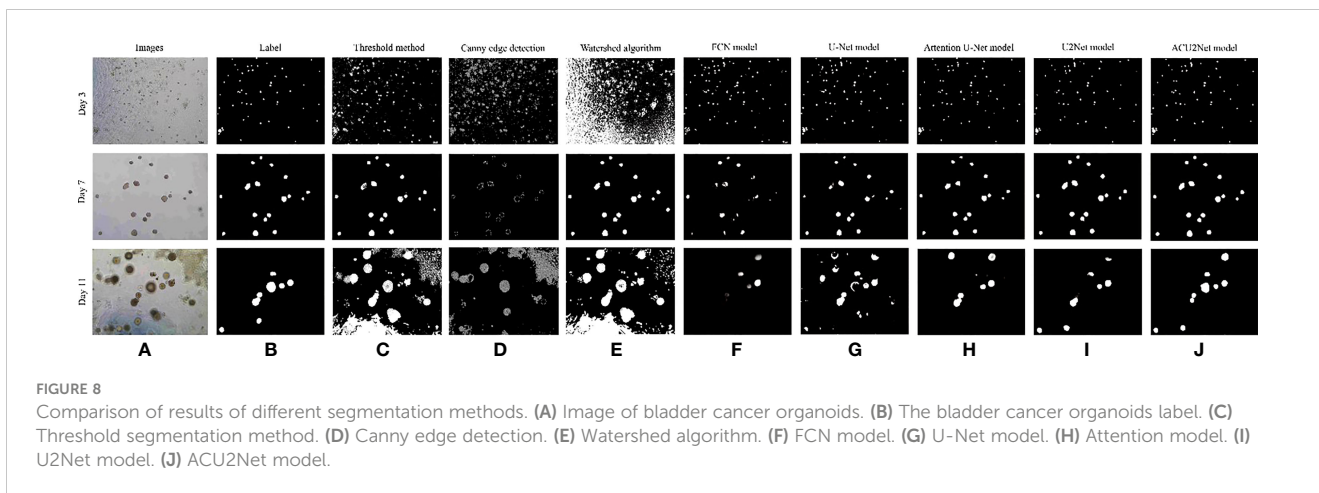 Images Label Threshold method Canny edge detection Watershed algorithm FCN model U-Net model Attention U-Net model U2Net model ACU2Net model
Day 3
Day 7
Day 11
A B C D E F G H I J
FIGURE 8
Comparison of results of different segmentation methods. (A) Image of bladder cancer organoids. (B) The bladder cancer organoids label. (C)
Threshold segmentation method. (D) Canny edge detection. (E) Watershed algorithm. (F) FCN model. (G) U-Net model. (H) Attention model. (I)
U2Net model. (J) ACU2Net model.